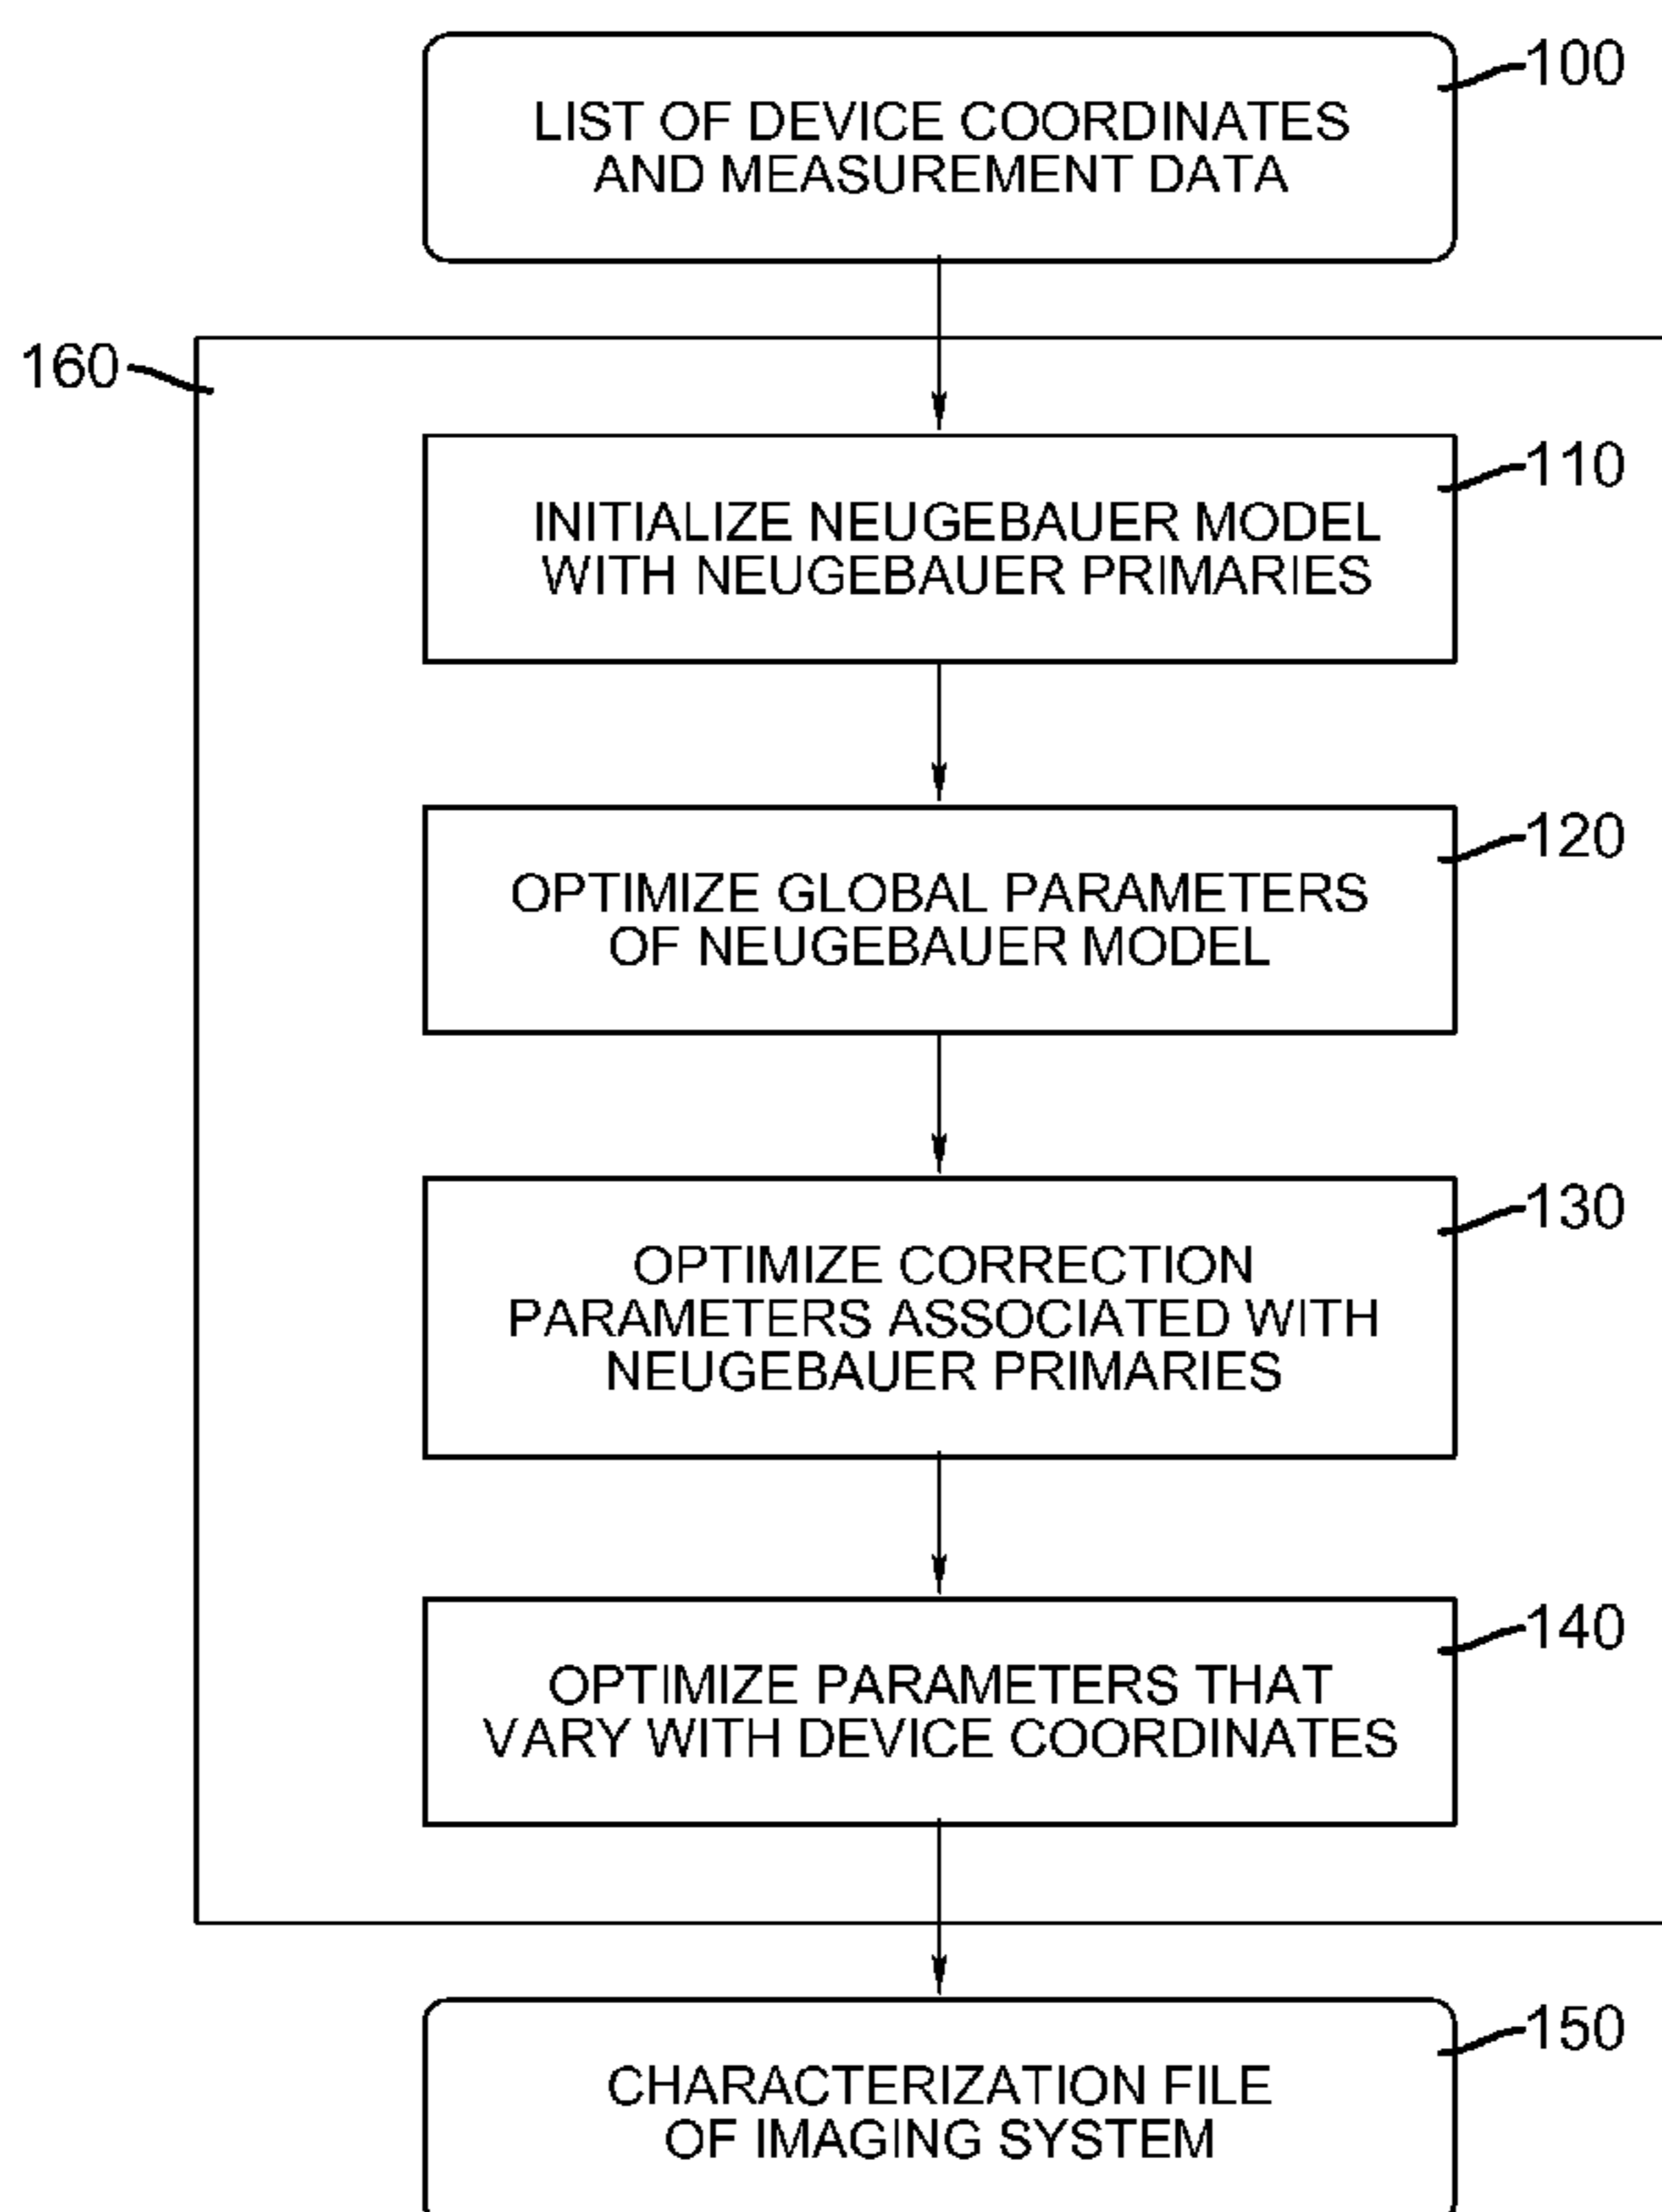 100
LIST OF DEVICE COORDINATES
AND MEASUREMENT DATA
160
110
INITIALIZE NEUGEBAUER MODEL
WITH NEUGEBAUER PRIMARIES
120
OPTIMIZE GLOBAL PARAMETERS
OF NEUGEBAUER MODEL
130
OPTIMIZE CORRECTION
PARAMETERS ASSOCIATED WITH
NEUGEBAUER PRIMARIES
140
OPTIMIZE PARAMETERS THAT
VARY WITH DEVICE COORDINATES
150
CHARACTERIZATION FILE
OF IMAGING SYSTEM